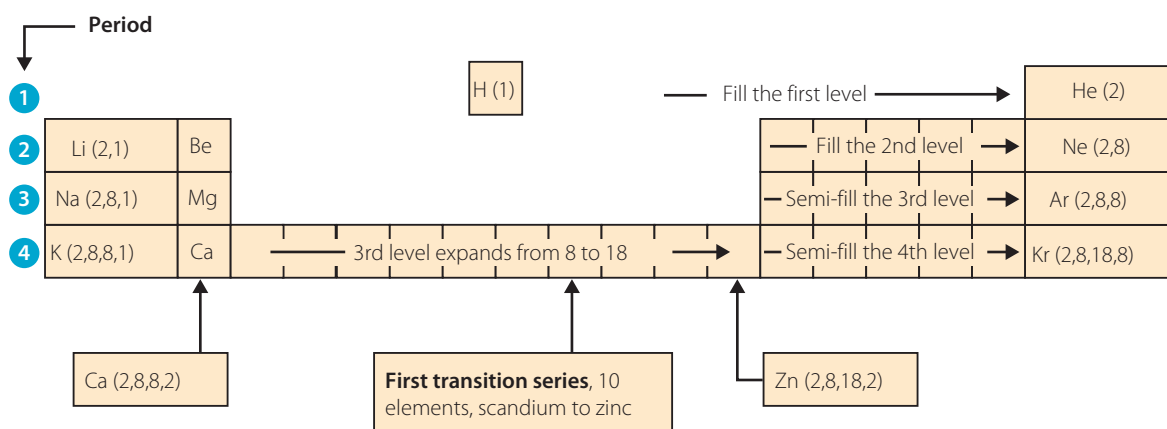 Period
1
H (1)
Fill the first level
He (2)
2
Li (2,1)
Be
Fill the 2nd level
Ne (2,8)
3
Na (2,8,1)
Mg
Semi-fill the 3rd level
Ar (2,8,8)
4
K (2,8,8,1)
Ca
3rd level expands from 8 to 18
Semi-fill the 4th level
Kr (2,8,18,8)
Ca (2,8,8,2)
First transition series, 10
elements, scandium to zinc
Zn (2,8,18,2)